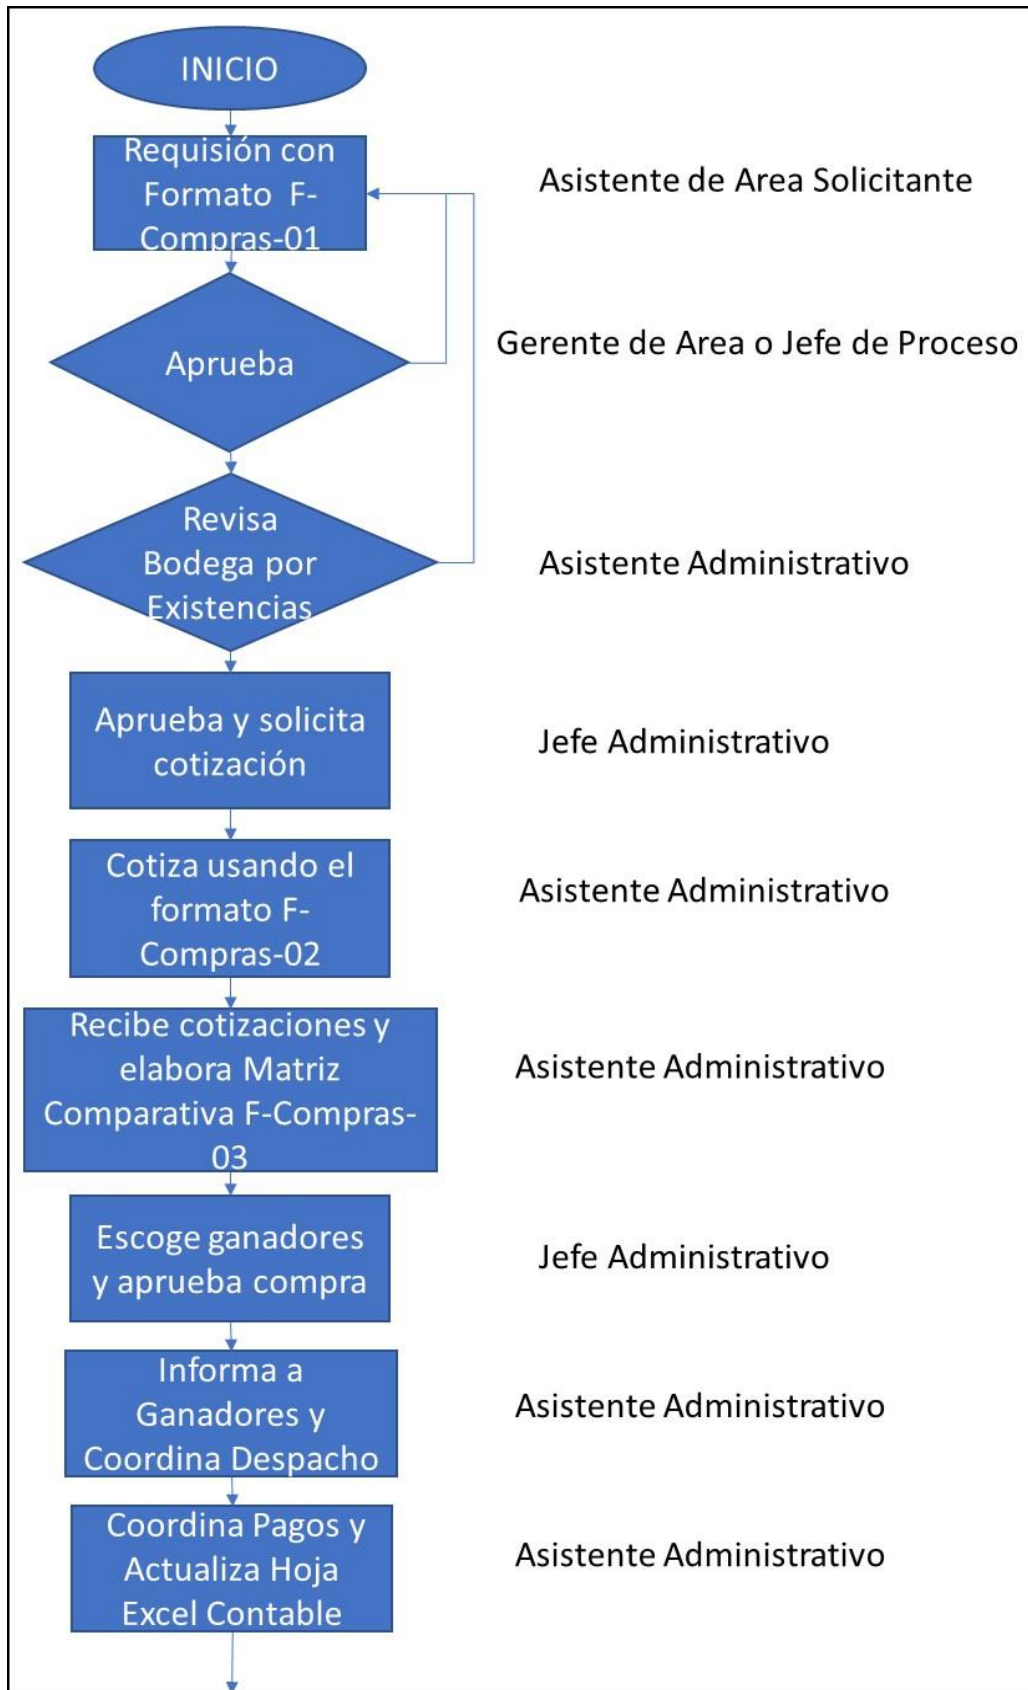 INICIO
Requisión con
Formato F-
Compras-01
Asistente de Area Solicitante
Aprueba
Gerente de Area o Jefe de Proceso
Revisa
Bodega por
Existencias
Asistente Administrativo
Aprueba y solicita
cotización
Jefe Administrativo
Cotiza usando el
formato F-
Compras-02
Asistente Administrativo
Recibe cotizaciones y
elabora Matriz
Comparativa F-Compras-
03
Asistente Administrativo
Escoge ganadores
y aprueba compra
Jefe Administrativo
Informa a
Ganadores y
Coordina Despacho
Asistente Administrativo
Coordina Pagos y
Actualiza Hoja
Excel Contable
Asistente Administrativo